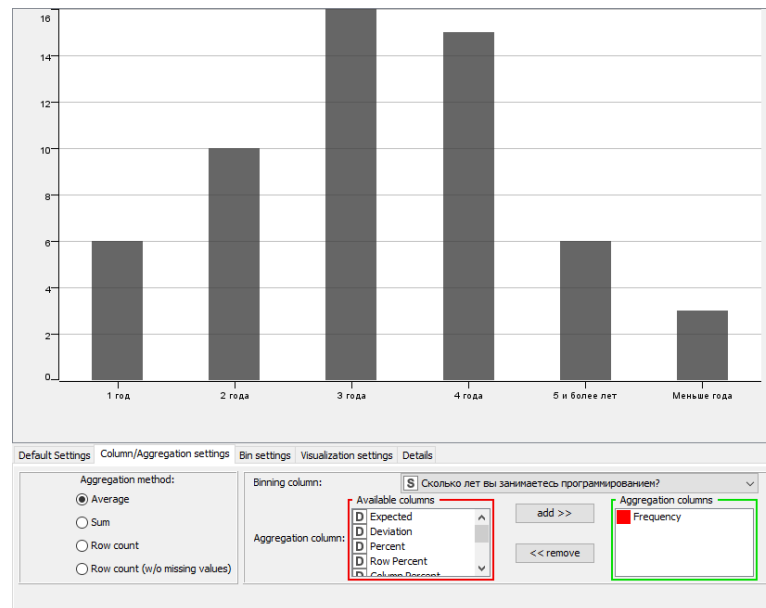 16
14
12
10
8
6
4
2
0
1 год 2 года 3 года 4 года 5 и более лет Меньше года
Default Settings Column/Aggregation settings Bin settings Visualization settings Details
Aggregation method:
Average
Sum
Row count
Row count (w/o missing values)
Binning column: S Сколько лет вы занимаетесь программированием?
Aggregation column:
Available columns
D Expected
D Deviation
D Percent
D Row Percent
D Column Percent
add >>
<< remove
Aggregation columns
Frequency